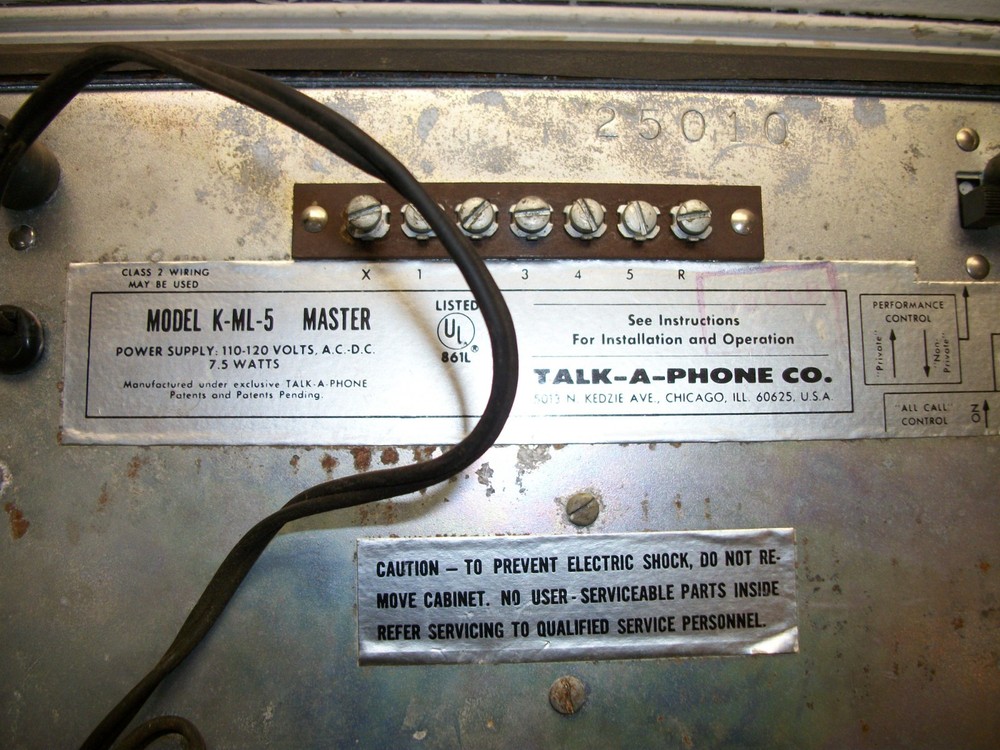 25010
X 1 3 4 5 R
CLASS 2 WIRING
MAY BE USED
MODEL K-ML-5 MASTER
POWER SUPPLY: 110-120 VOLTS, A.C.-D.C.
7.5 WATTS
Manufactured under exclusive TALK-A-PHONE
Patents and Patents Pending.
LISTED
UL ®
861L
See Instructions
For Installation and Operation
TALK-A-PHONE CO.
5013 N. KEDZIE AVE., CHICAGO, ILL. 60625, U.S.A.
PERFORMANCE
CONTROL
"Private"
"Non-
Private"
"ALL CALL"
CONTROL
ON
CAUTION — TO PREVENT ELECTRIC SHOCK, DO NOT RE-
MOVE CABINET. NO USER-SERVICEABLE PARTS INSIDE
REFER SERVICING TO QUALIFIED SERVICE PERSONNEL.